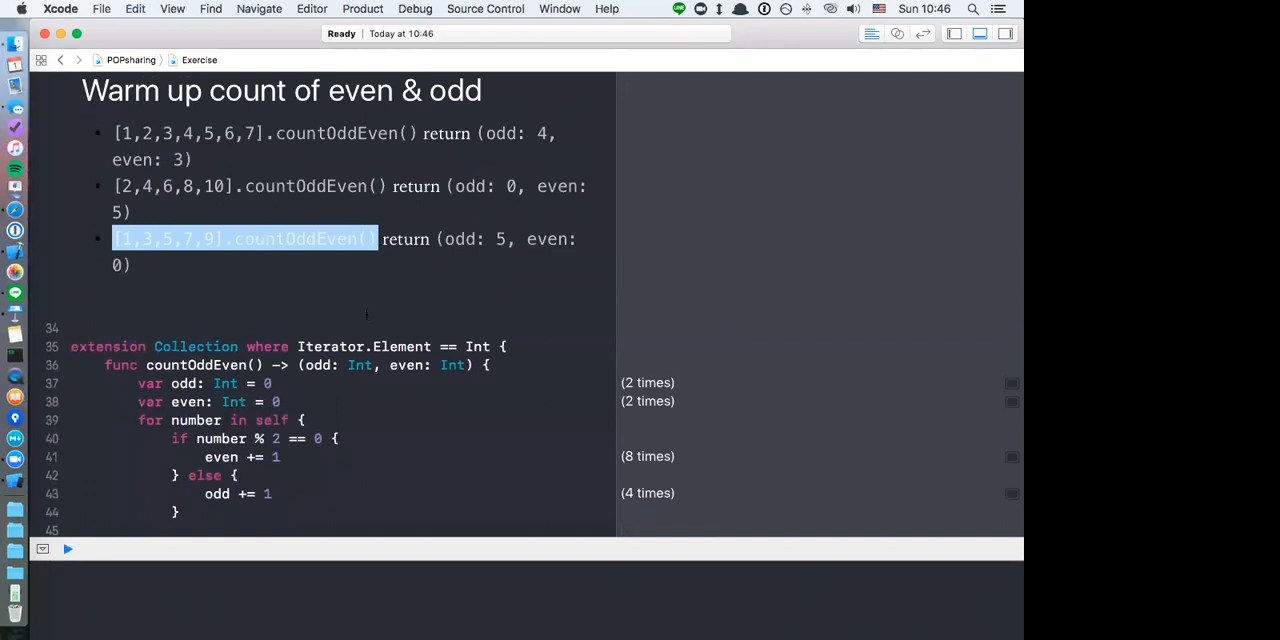 Xcode File Edit View Find Navigate Editor Product Debug Source Control Window Help Sun 10:46
Ready | Today at 10:46
POPsharing 〉 Exercise
Warm up count of even & odd
• [1,2,3,4,5,6,7].countOddEven() return (odd: 4,
even: 3)
• [2,4,6,8,10].countOddEven() return (odd: 0, even:
5)
• [1,3,5,7,9].countOddEven() return (odd: 5, even:
0)
34
35 extension Collection where Iterator.Element == Int {
36 func countOddEven() -> (odd: Int, even: Int) {
37 var odd: Int = 0 (2 times)
38 var even: Int = 0 (2 times)
39 for number in self {
40 if number % 2 == 0 {
41 even += 1 (8 times)
42 } else {
43 odd += 1 (4 times)
44 }
45